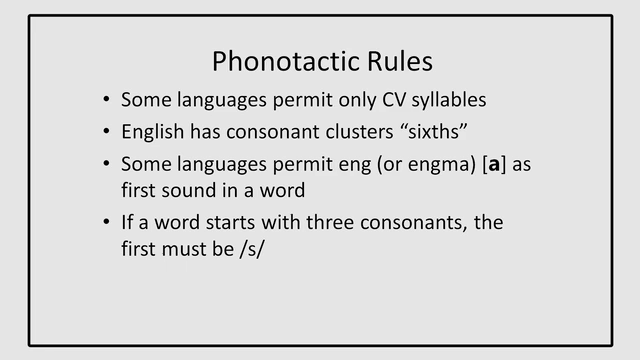 Phonotactic Rules
• Some languages permit only CV syllables
• English has consonant clusters “sixths”
• Some languages permit eng (or engma) [a] as
first sound in a word
• If a word starts with three consonants, the
first must be /s/